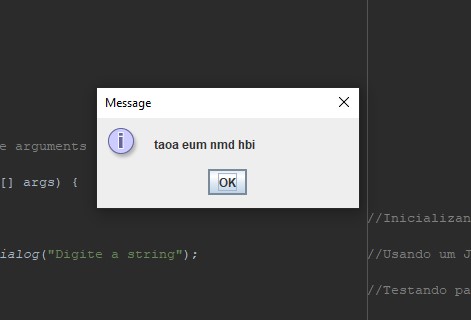 Message
e arguments
taoa eum nmd hbi
[] args) {
OK
//Inicializan
ialog("Digite a string");
//Usando um J
//Testando pa